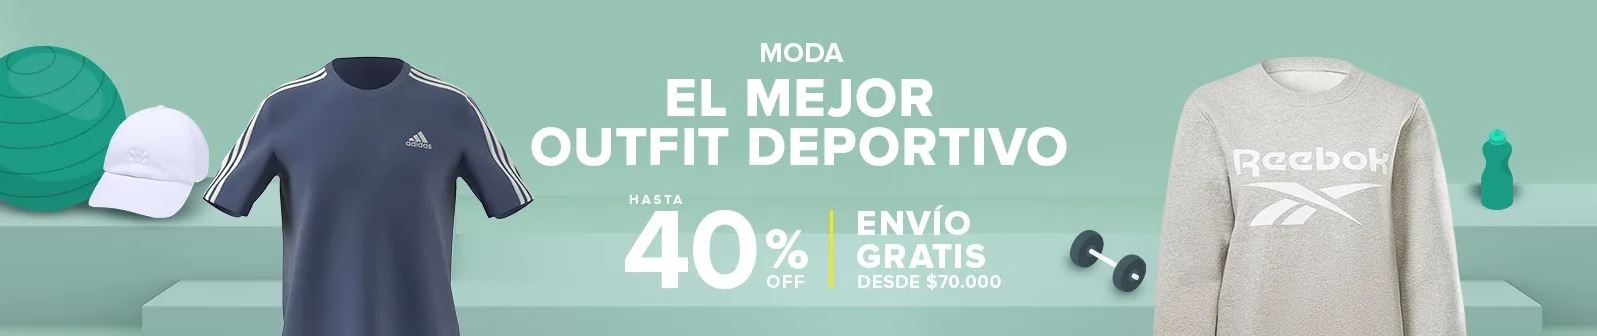 MODA
EL MEJOR
OUTFIT DEPORTIVO
HASTA
40%
OFF
ENVÍO
GRATIS
DESDE $70.000
adidas
Reebok